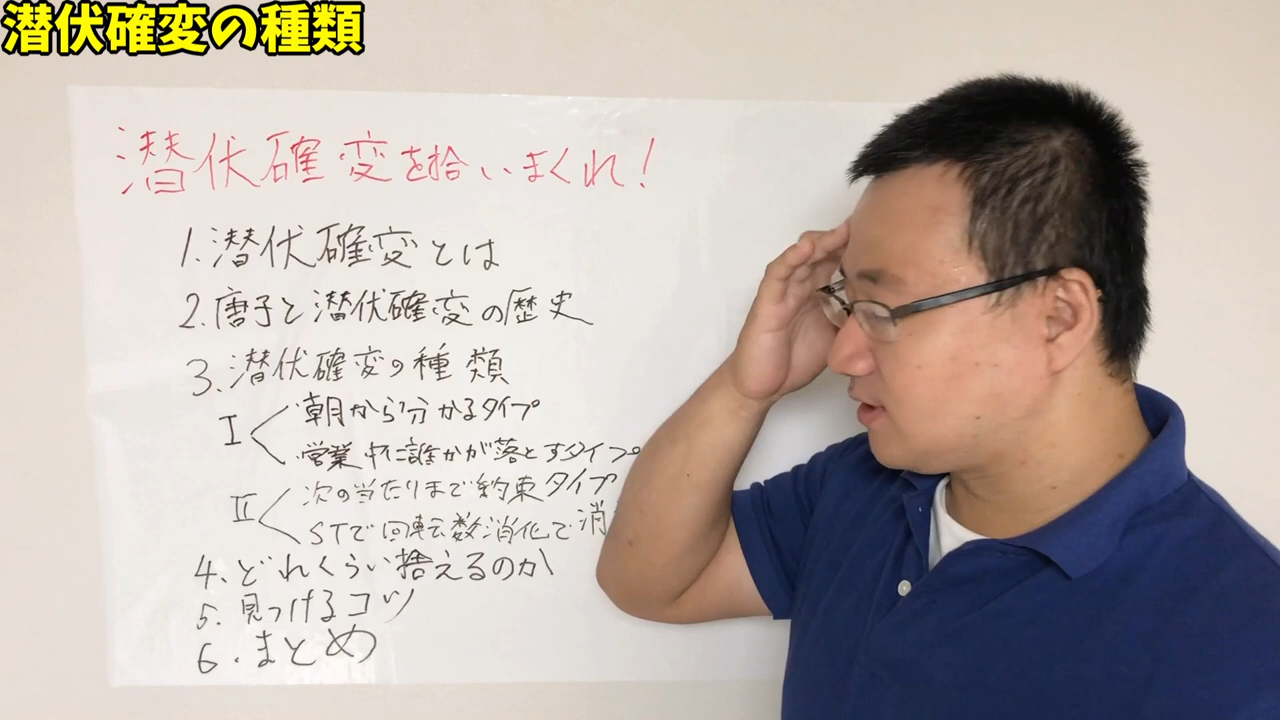 潜伏確変の種類
潜伏確変を拾いまくれ!
1.潜伏確変とは
2.唐子と潜伏確変の歴史
3.潜伏確変の種類
I 朝から分かるタイプ
営業中に誰かが落とすタイプ
II 次の当たりまで約束タイプ
STで回転数消化で消
4.どれくらい拾えるのか
5.見つけるコツ
6.まとめ